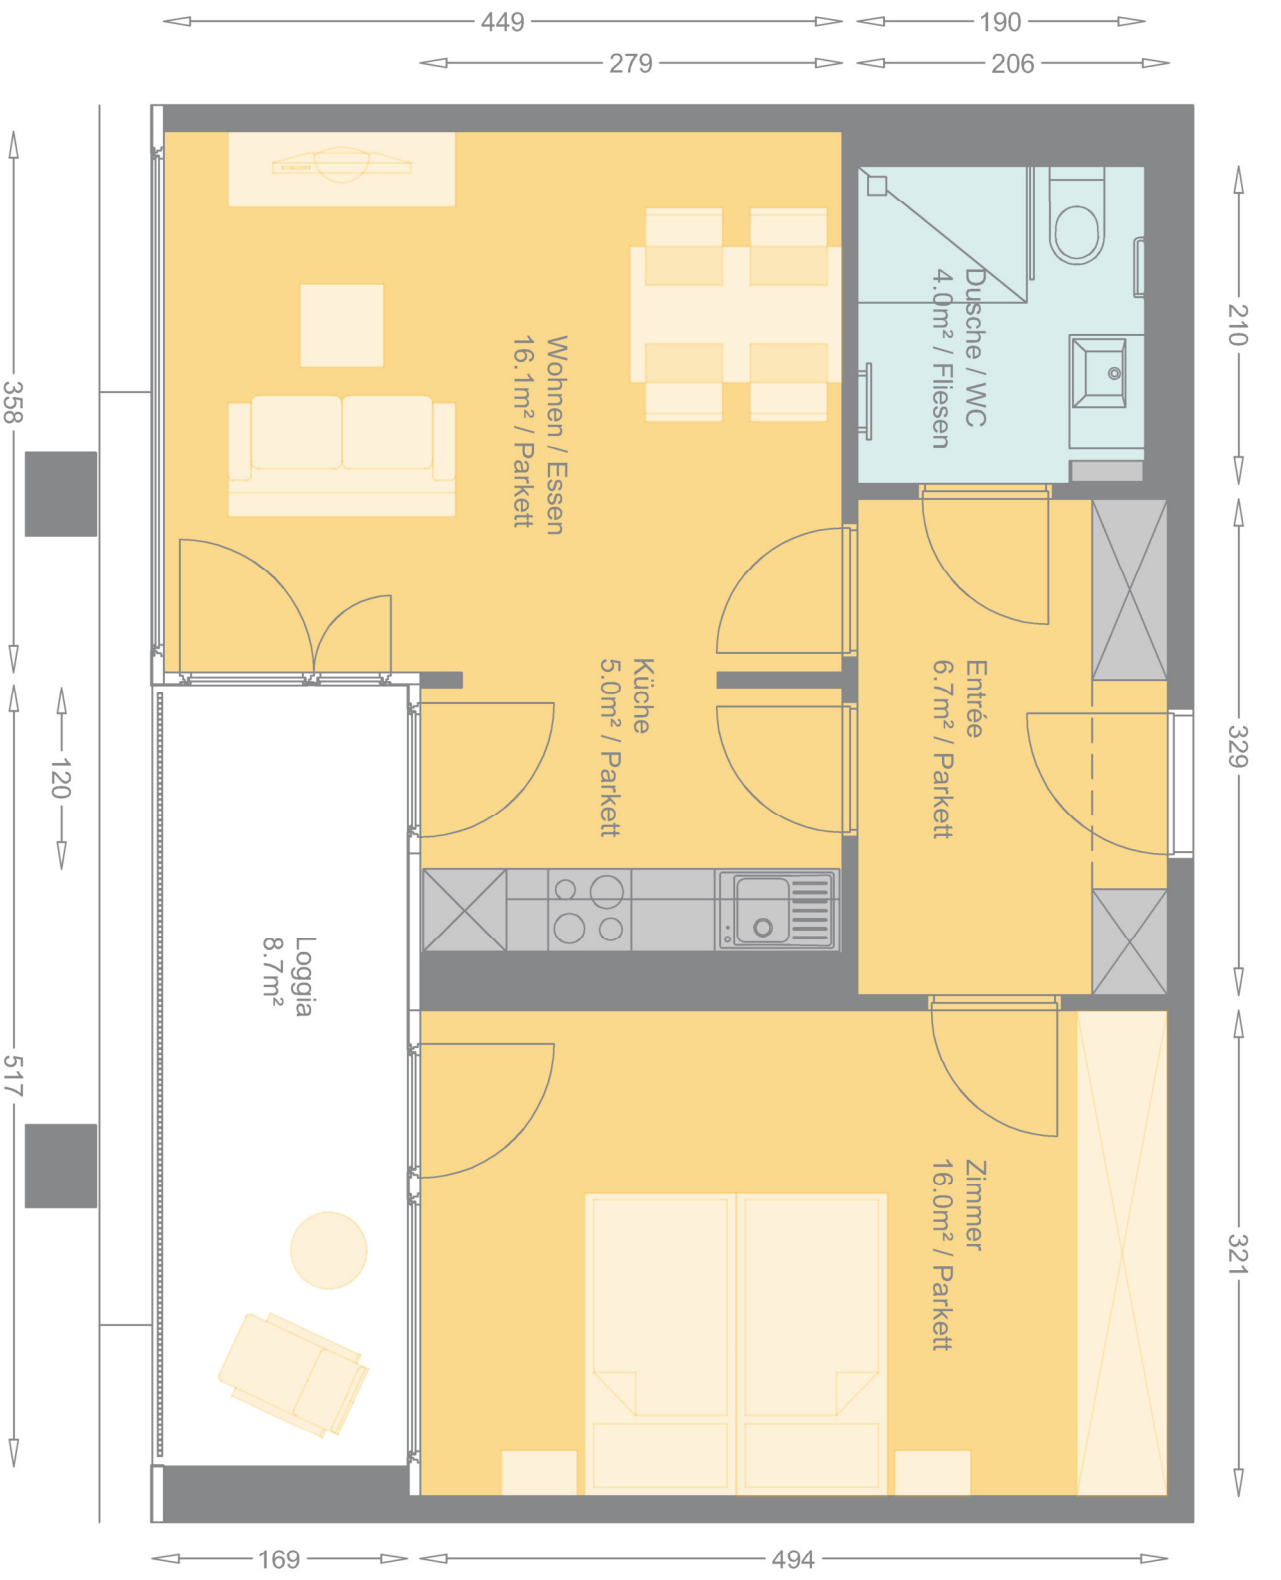 449
190
279
206
358
120
517
210
329
321
Wohnen / Essen
16.1m² / Parkett
Dusche / WC
4.0m² / Fliesen
Küche
5.0m² / Parkett
Entrée
6.7m² / Parkett
Loggia
8.7m²
Zimmer
16.0m² / Parkett
169
494